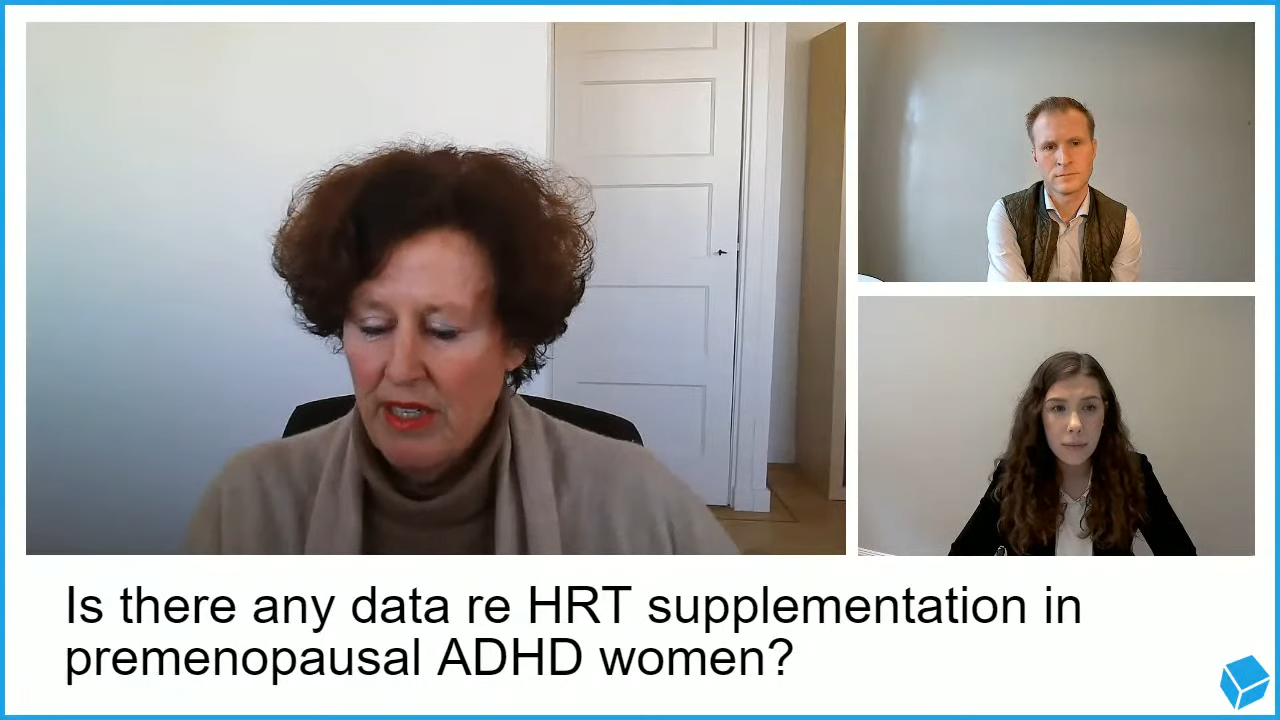 Is there any data re HRT supplementation in
premenopausal ADHD women?